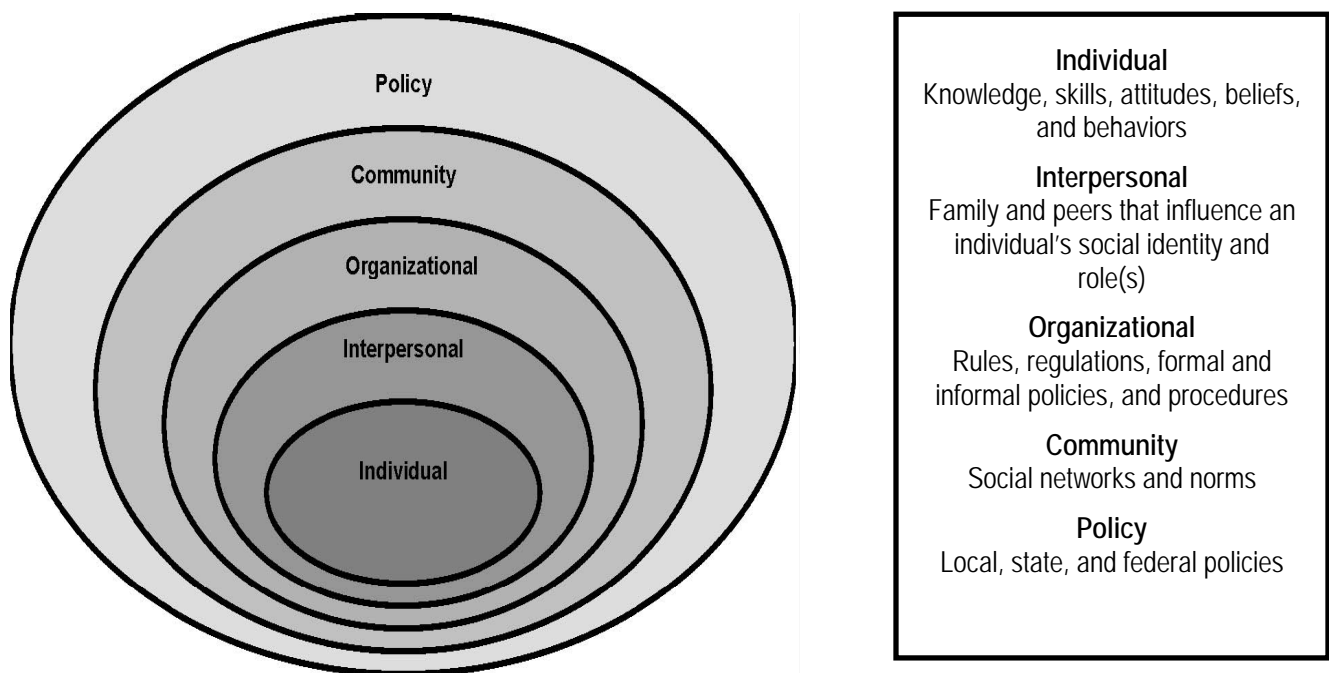 Policy
Community
Organizational
Interpersonal
Individual
Individual
Knowledge, skills, attitudes, beliefs,
and behaviors
Interpersonal
Family and peers that influence an
individual's social identity and
role(s)
Organizational
Rules, regulations, formal and
informal policies, and procedures
Community
Social networks and norms
Policy
Local, state, and federal policies